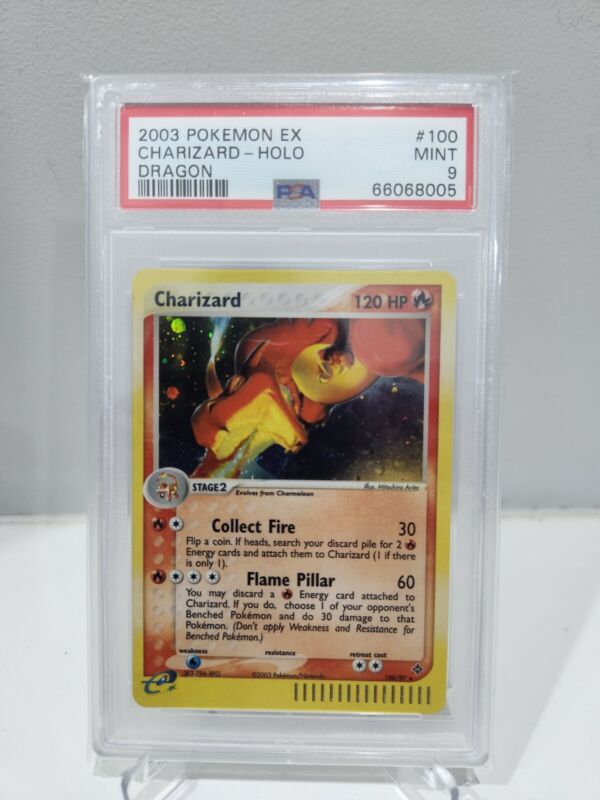 2003 POKEMON EX #100
CHARIZARD - HOLO MINT
DRAGON 9
PSA 66068005
Charizard 120 HP
STAGE 2
Evolves from Charmeleon
Illus. Mitsuhiro Arita
Collect Fire 30
Flip a coin. If heads, search your discard pile for 2
Energy cards and attach them to Charizard (1 if there
is only 1).
Flame Pillar 60
You may discard a Energy card attached to
Charizard. If you do, choose 1 of your opponent's
Benched Pokémon and do 30 damage to that
Pokémon. (Don't apply Weakness and Resistance for
Benched Pokémon.)
weakness resistance retreat cost
©2003 Pokémon/Nintendo 100/97